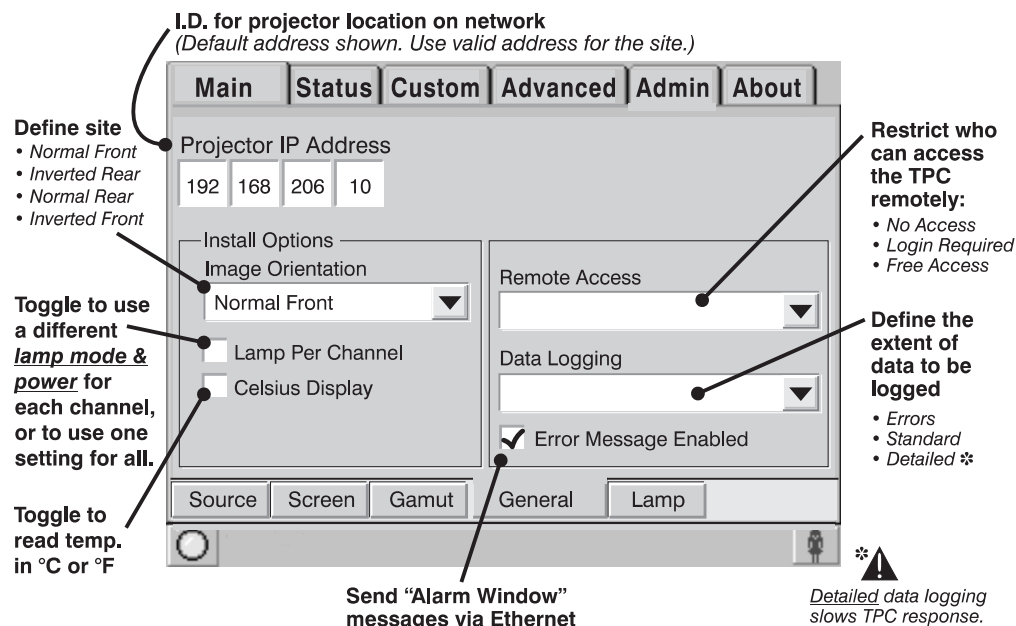 I.D. for projector location on network
(Default address shown. Use valid address for the site.)
Main Status Custom Advanced Admin About
Define site
• Normal Front
• Inverted Rear
• Normal Rear
• Inverted Front
Projector IP Address
192 168 206 10
Restrict who
can access
the TPC
remotely:
• No Access
• Login Required
• Free Access
Install Options
Image Orientation
Normal Front
Remote Access
Toggle to use
a different
lamp mode &
power for
each channel,
or to use one
setting for all.
Lamp Per Channel
Celsius Display
Data Logging
Error Message Enabled
Define the
extent of
data to be
logged
• Errors
• Standard
• Detailed ✽
Source Screen Gamut General Lamp
Toggle to
read temp.
in °C or °F
Send “Alarm Window”
messages via Ethernet
✽
Detailed data logging
slows TPC response.